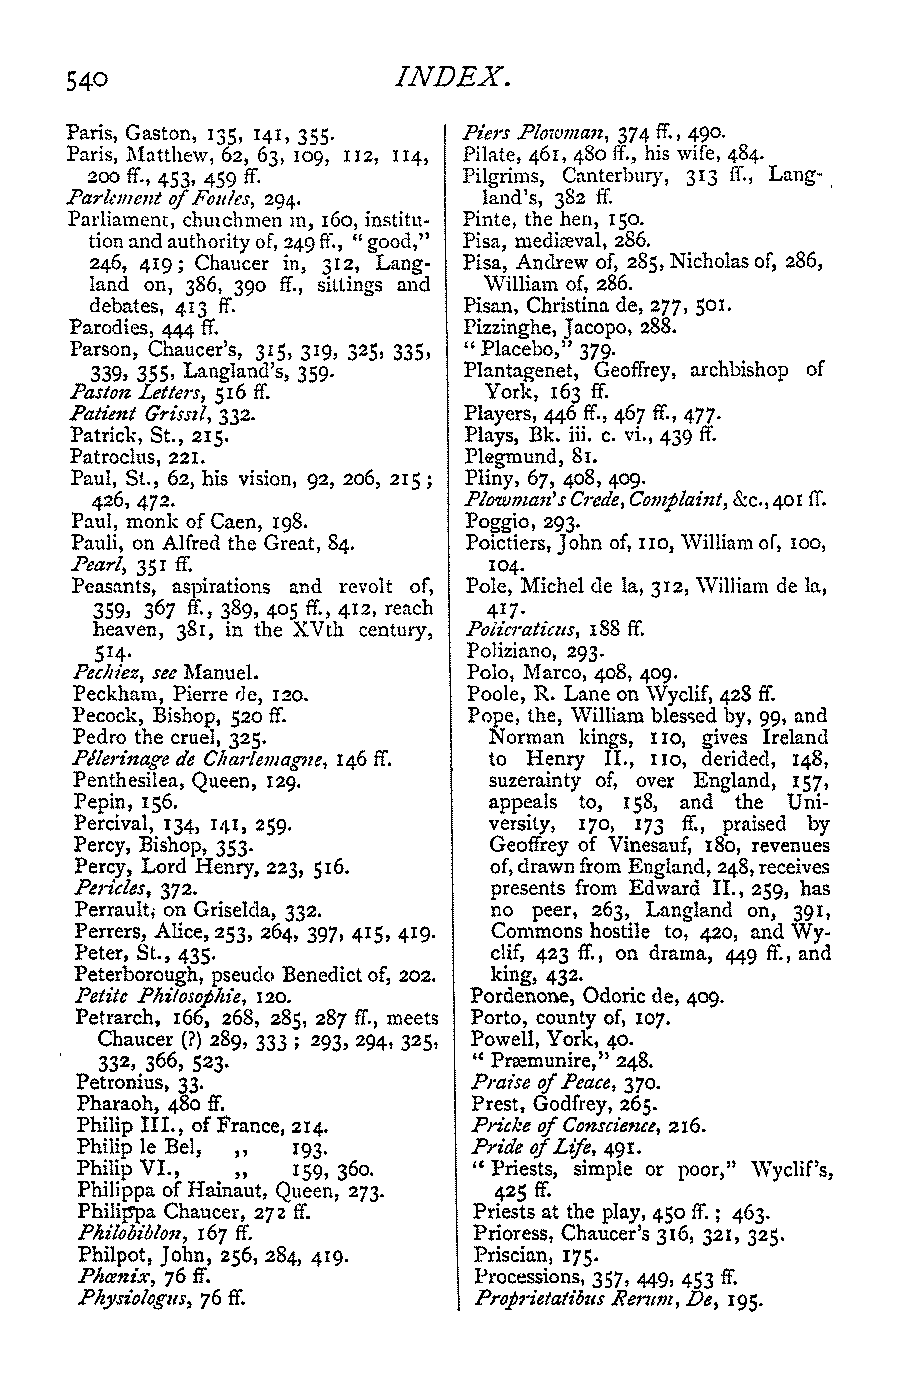 540 INDEX.
Paris, Gaston, 135, 141, 355.
Paris, Matthew, 62, 63, 109, 112, 114,
200 ff., 453, 459 ff.
Parlement of Foules, 294.
Parliament, churchmen in, 160, institu-
tion and authority of, 249 ff., "good,"
246, 419; Chaucer in, 312, Lang-
land on, 386, 390 ff., sittings and
debates, 413 ff.
Parodies, 444 ff.
Parson, Chaucer's, 315, 319, 325, 335,
339, 355, Langland's, 359.
Paston Letters, 516 ff.
Patient Grissil, 332.
Patrick, St., 215.
Patroclus, 221.
Paul, St., 62, his vision, 92, 206, 215;
426, 472.
Paul, monk of Caen, 198.
Pauli, on Alfred the Great, 84.
Pearl, 351 ff.
Peasants, aspirations and revolt of,
359, 367 ff., 389, 405 ff., 412, reach
heaven, 381, in the XVth century,
514.
Pechiez, see Manuel.
Peckham, Pierre de, 120.
Pecock, Bishop, 520 ff.
Pedro the cruel, 325.
Pélerinage de Charlemagne, 146 ff.
Penthesilea, Queen, 129.
Pepin, 156.
Percival, 134, 141, 259.
Percy, Bishop, 353.
Percy, Lord Henry, 223, 516.
Pericles, 372.
Perrault, on Griselda, 332.
Perrers, Alice, 253, 264, 397, 415, 419.
Peter, St., 435.
Peterborough, pseudo Benedict of, 202.
Petite Philosophie, 120.
Petrarch, 166, 268, 285, 287 ff., meets
Chaucer (?) 289, 333; 293, 294, 325,
332, 366, 523.
Petronius, 33.
Pharaoh, 480 ff.
Philip III., of France, 214.
Philip le Bel, ,, 193.
Philip VI., ,, 159, 360.
Philippa of Hainaut, Queen, 273.
Philippa Chaucer, 272 ff.
Philobiblon, 167 ff.
Philpot, John, 256, 284, 419.
Phœnix, 76 ff.
Physiologus, 76 ff.
Piers Plowman, 374 ff., 490.
Pilate, 461, 480 ff., his wife, 484.
Pilgrims, Canterbury, 313 ff., Lang-
land's, 382 ff.
Pinte, the hen, 150.
Pisa, mediæval, 286.
Pisa, Andrew of, 285, Nicholas of, 286,
William of, 286.
Pisan, Christina de, 277, 501.
Pizzinghe, Jacopo, 288.
"Placebo," 379.
Plantagenet, Geoffrey, archbishop of
York, 163 ff.
Players, 446 ff., 467 ff., 477.
Plays, Bk. iii. c. vi., 439 ff.
Plegmund, 81.
Pliny, 67, 408, 409.
Plowman's Crede, Complaint, &c., 401 ff.
Poggio, 293.
Poictiers, John of, 110, William of, 100,
104.
Pole, Michel de la, 312, William de la,
417.
Policraticus, 188 ff.
Poliziano, 293.
Polo, Marco, 408, 409.
Poole, R. Lane on Wyclif, 428 ff.
Pope, the, William blessed by, 99, and
Norman kings, 110, gives Ireland
to Henry II., 110, derided, 148,
suzerainty of, over England, 157,
appeals to, 158, and the Uni-
versity, 170, 173 ff., praised by
Geoffrey of Vinesauf, 180, revenues
of, drawn from England, 248, receives
presents from Edward II., 259, has
no peer, 263, Langland on, 391,
Commons hostile to, 420, and Wy-
clif, 423 ff., on drama, 449 ff., and
king, 432.
Pordenone, Odoric de, 409.
Porto, county of, 107.
Powell, York, 40.
"Præmunire," 248.
Praise of Peace, 370.
Prest, Godfrey, 265.
Pricke of Conscience, 216.
Pride of Life, 491.
"Priests, simple or poor," Wyclif's,
425 ff.
Priests at the play, 450 ff.; 463.
Prioress, Chaucer's 316, 321, 325.
Priscian, 175.
Processions, 357, 449, 453 ff.
Proprietatibus Rerum, De, 195.